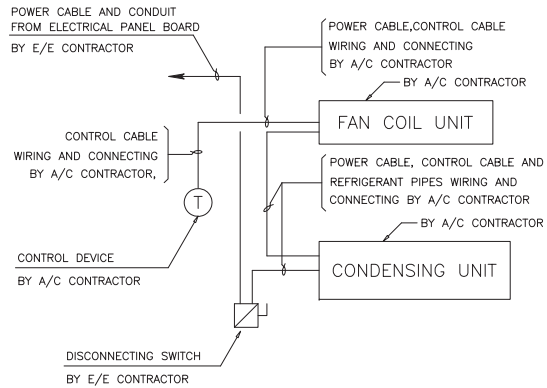 POWER CABLE AND CONDUIT
FROM ELECTRICAL PANEL BOARD
BY E/E CONTRACTOR
POWER CABLE,CONTROL CABLE
WIRING AND CONNECTING
BY A/C CONTRACTOR
BY A/C CONTRACTOR
FAN COIL UNIT
CONTROL CABLE
WIRING AND CONNECTING
BY A/C CONTRACTOR,
POWER CABLE, CONTROL CABLE AND
REFRIGERANT PIPES WIRING AND
CONNECTING BY A/C CONTRACTOR
T
BY A/C CONTRACTOR
CONTROL DEVICE
BY A/C CONTRACTOR
CONDENSING UNIT
DISCONNECTING SWITCH
BY E/E CONTRACTOR